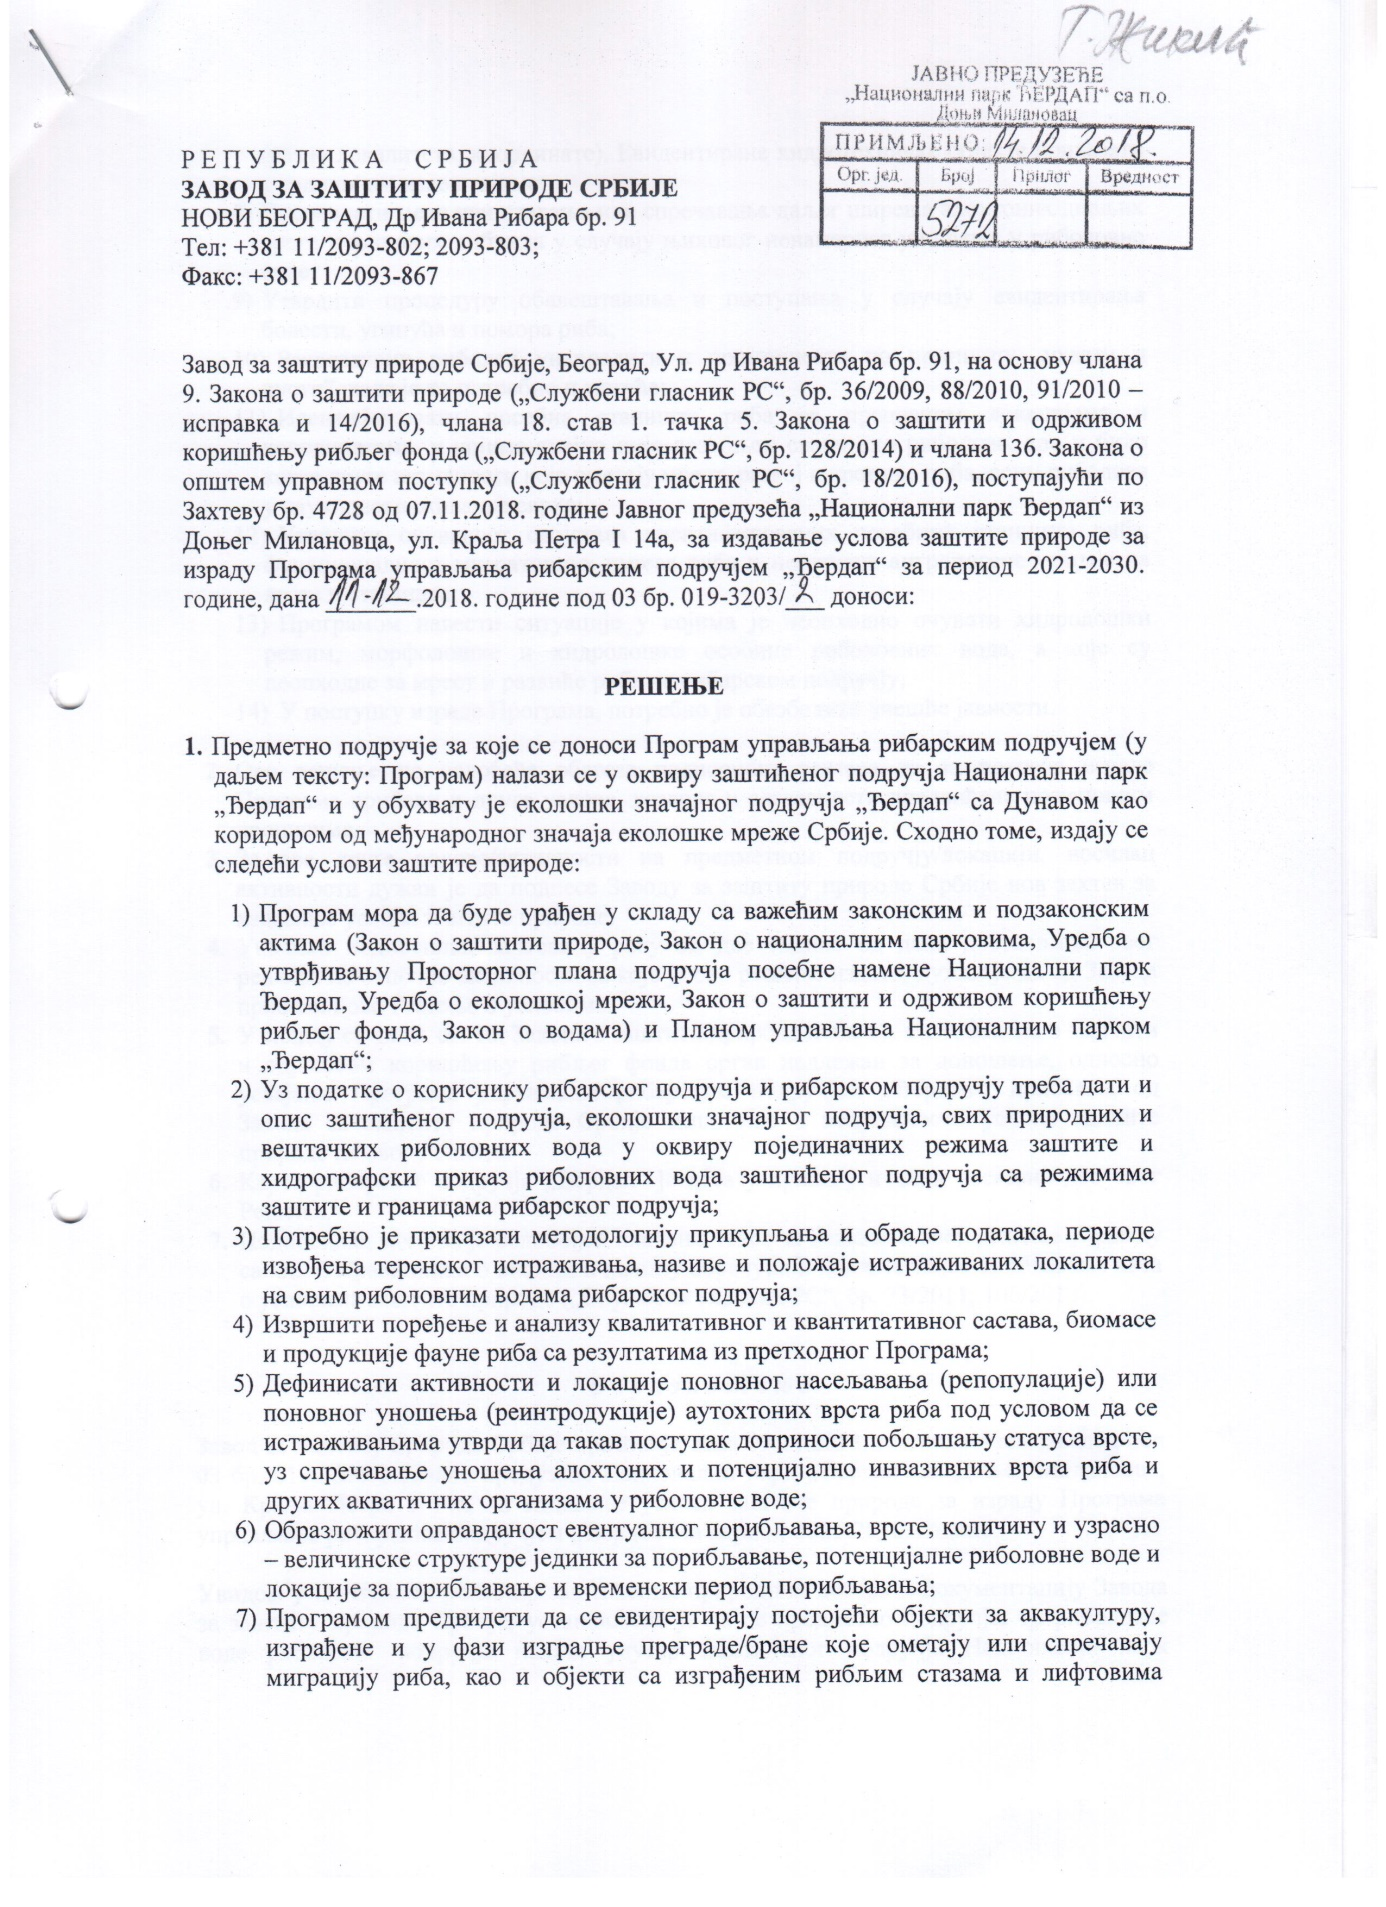 Г. Жикић
ЈАВНО ПРЕДУЗЕЋЕ
„Национални парк ЂЕРДАП“ са п.о.
Доњи Милановац
ПРИМЉЕНО: 14.12.2018.
Орг. јед. Број Прилог Вредност
5272
Р Е П У Б Л И К А С Р Б И Ј А
ЗАВОД ЗА ЗАШТИТУ ПРИРОДЕ СРБИЈЕ
НОВИ БЕОГРАД, Др Ивана Рибара бр. 91
Тел: +381 11/2093-802; 2093-803;
Факс: +381 11/2093-867
Завод за заштиту природе Србије, Београд, Ул. др Ивана Рибара бр. 91, на основу члана
9. Закона о заштити природе („Службени гласник РС“, бр. 36/2009, 88/2010, 91/2010 –
исправка и 14/2016), члана 18. став 1. тачка 5. Закона о заштити и одрживом
коришћењу рибљег фонда („Службени гласник РС“, бр. 128/2014) и члана 136. Закона о
општем управном поступку („Службени гласник РС“, бр. 18/2016), поступајући по
Захтеву бр. 4728 од 07.11.2018. године Јавног предузећа „Национални парк Ђердап“ из
Доњег Милановца, ул. Краља Петра I 14а, за издавање услова заштите природе за
израду Програма управљања рибарским подручјем „Ђердап“ за период 2021-2030.
године, дана 11-12.2018. године под 03 бр. 019-3203/2 доноси:
РЕШЕЊЕ
1. Предметно подручје за које се доноси Програм управљања рибарским подручјем (у
даљем тексту: Програм) налази се у оквиру заштићеног подручја Национални парк
„Ђердап“ и у обухвату је еколошки значајног подручја „Ђердап“ са Дунавом као
коридором од међународног значаја еколошке мреже Србије. Сходно томе, издају се
следећи услови заштите природе:
1) Програм мора да буде урађен у складу са важећим законским и подзаконским
актима (Закон о заштити природе, Закон о националним парковима, Уредба о
утврђивању Просторног плана подручја посебне намене Национални парк
Ђердап, Уредба о еколошкој мрежи, Закон о заштити и одрживом коришћењу
рибљег фонда, Закон о водама) и Планом управљања Националним парком
„Ђердап“;
2) Уз податке о кориснику рибарског подручја и рибарском подручју треба дати и
опис заштићеног подручја, еколошки значајног подручја, свих природних и
вештачких риболовних вода у оквиру појединачних режима заштите и
хидрографски приказ риболовних вода заштићеног подручја са режимима
заштите и границама рибарског подручја;
3) Потребно је приказати методологију прикупљања и обраде података, периоде
извођења теренског истраживања, називе и положаје истраживаних локалитета
на свим риболовним водама рибарског подручја;
4) Извршити поређење и анализу квалитативног и квантитативног састава, биомасе
и продукције фауне риба са резултатима из претходног Програма;
5) Дефинисати активности и локације поновног насељавања (репопулације) или
поновног уношења (реинтродукције) аутохтоних врста риба под условом да се
истраживањима утврди да такав поступак доприноси побољшању статуса врсте,
уз спречавање уношења алохтоних и потенцијално инвазивних врста риба и
других акватичних организама у риболовне воде;
6) Образложити оправданост евентуалног порибљавања, врсте, количину и узрасно
– величинске структуре јединки за порибљавање, потенцијалне риболовне воде и
локације за порибљавање и временски период порибљавања;
7) Програмом предвидети да се евидентирају постојећи објекти за аквакултуру,
изграђене и у фази изградње преграде/бране које ометају или спречавају
миграцију риба, као и објекти са изграђеним рибљим стазама и лифтовима